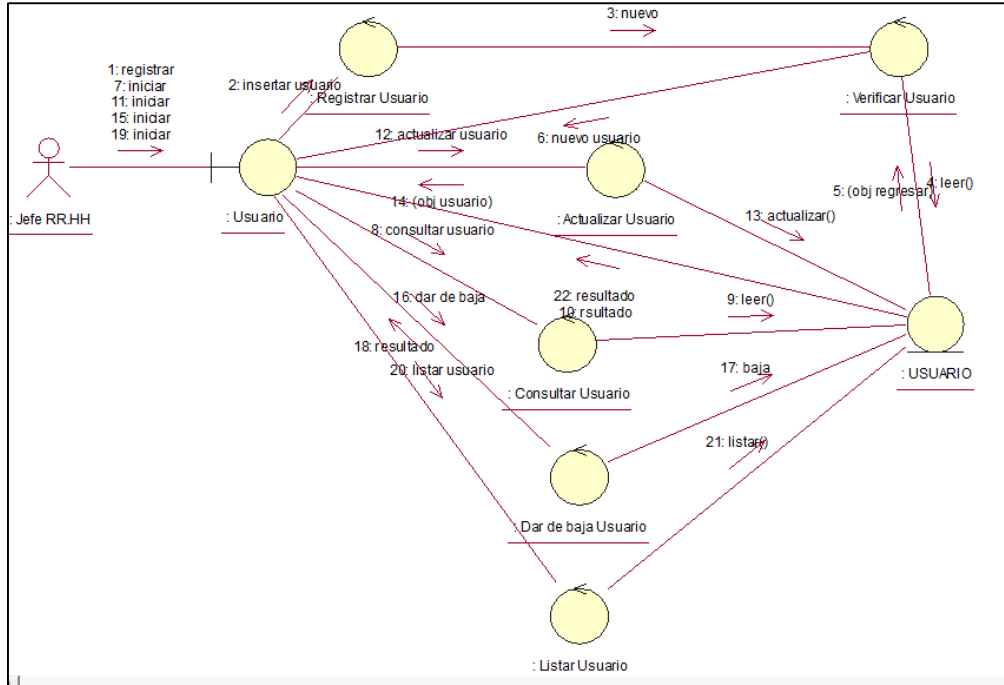 3: nuevo
1: registrar
7: iniciar
11: iniciar
15: iniciar
19: iniciar
2: insertar usuario
: Registrar Usuario
: Verificar Usuario
12: actualizar usuario
6: nuevo usuario
: Jefe RR.HH
: Usuario
14: (obj usuario)
: Actualizar Usuario
5: (obj regresar)
4: leer()
13: actualizar()
8: consultar usuario
16: dar de baja
22: resultado
10: rsultado
9: leer()
18: resultado
20: listar usuario
: Consultar Usuario
17: baja
: USUARIO
21: listar()
: Dar de baja Usuario
: Listar Usuario